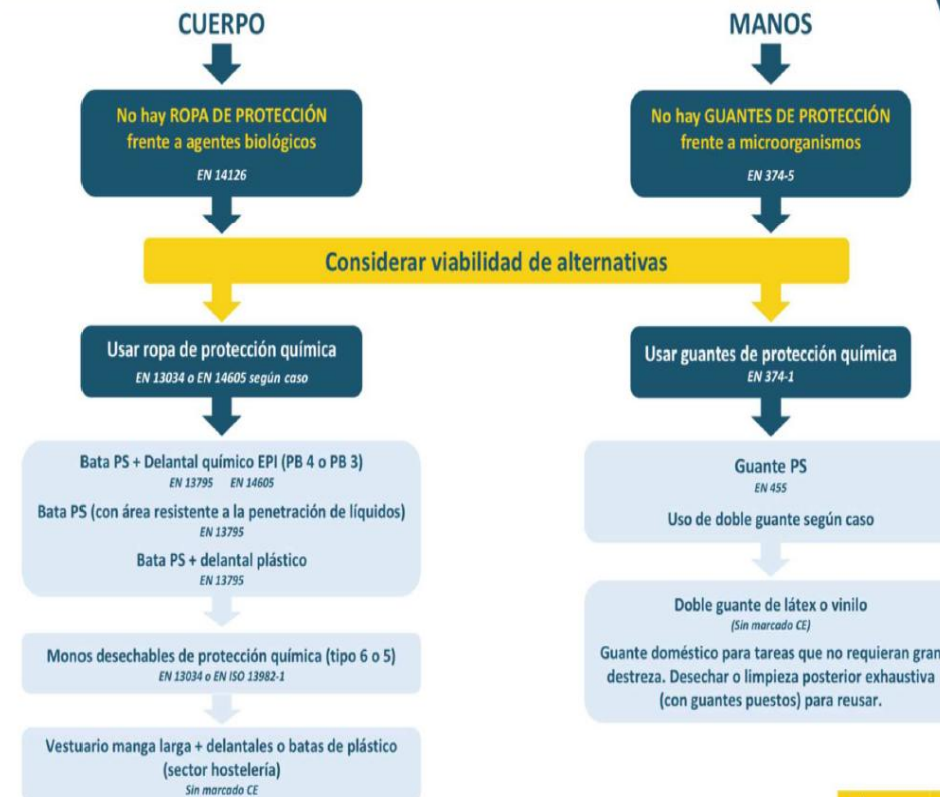 CUERPO
No hay ROPA DE PROTECCIÓN
frente a agentes biológicos
EN 14126
MANOS
No hay GUANTES DE PROTECCIÓN
frente a microorganismos
EN 374-5
Considerar viabilidad de alternativas
Usar ropa de protección química
EN 13034 o EN 14605 según caso
Bata PS + Delantal químico EPI (PB 4 o PB 3)
EN 13795 EN 14605
Bata PS (con área resistente a la penetración de líquidos)
EN 13795
Bata PS + delantal plástico
EN 13795
Monos desechables de protección química (tipo 6 o 5)
EN 13034 o EN ISO 13982-1
Vestuario manga larga + delantales o batas de plástico
(sector hostelería)
Sin marcado CE
Usar guantes de protección química
EN 374-1
Guante PS
EN 455
Uso de doble guante según caso
Doble guante de látex o vinilo
(Sin marcado CE)
Guante doméstico para tareas que no requieran gran
destreza. Desechar o limpieza posterior exhaustiva
(con guantes puestos) para reusar.